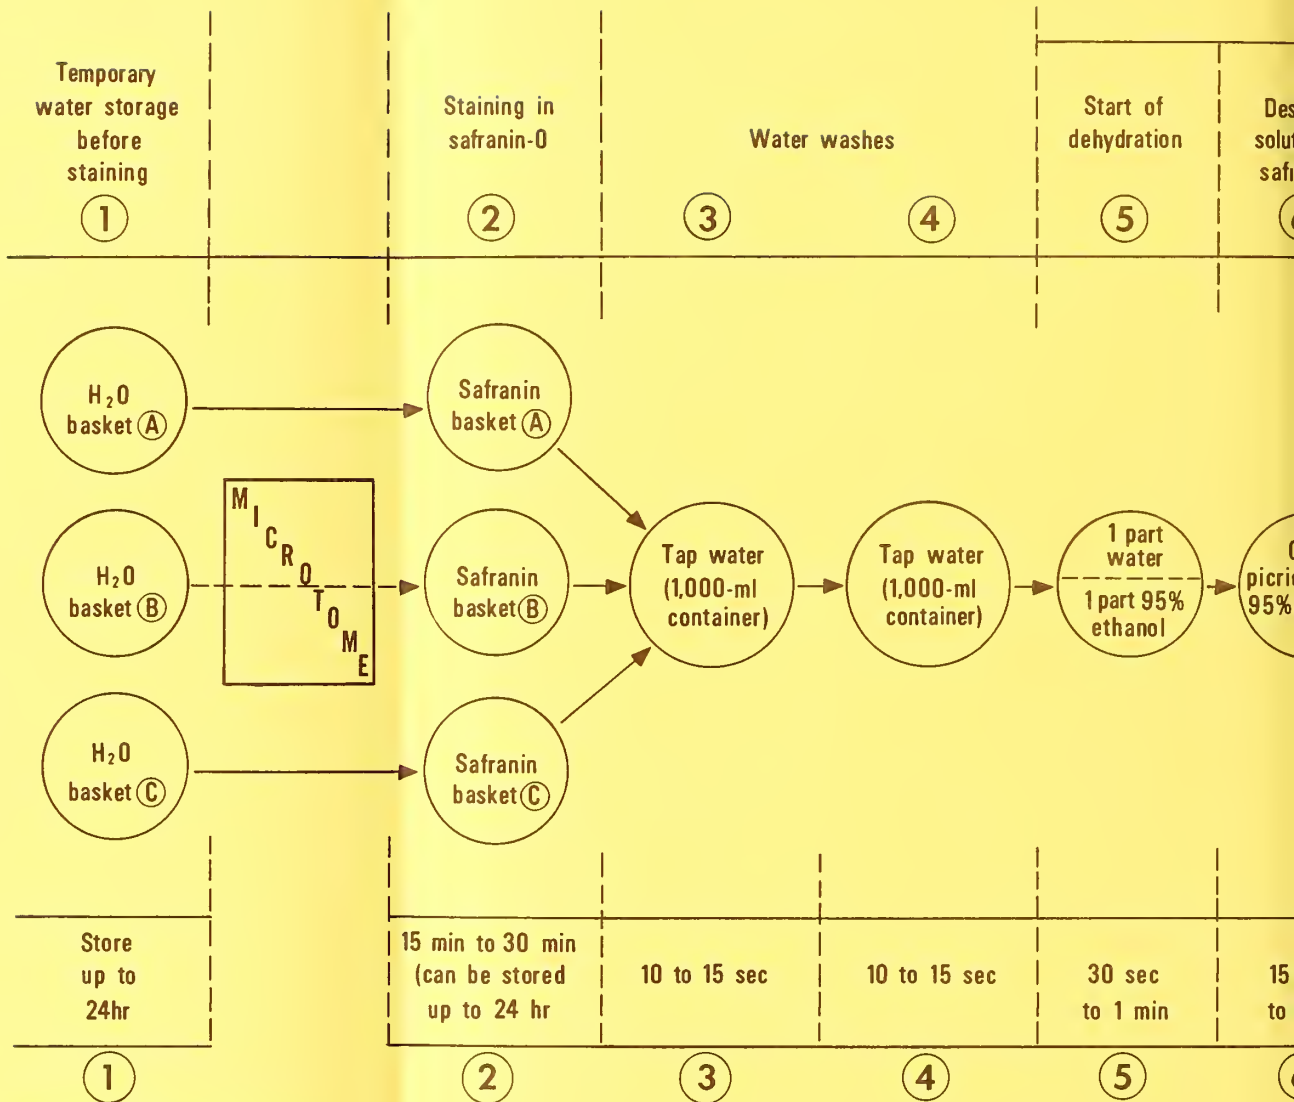 Temporary
water storage
before
staining
①
Staining in
safranin-O
②
Water washes
③
④
Start of
dehydration
⑤
H₂O
basket Ⓐ
Safranin
basket Ⓐ
MICROTOME
H₂O
basket Ⓑ
Safranin
basket Ⓑ
Tap water
(1,000-ml
container)
Tap water
(1,000-ml
container)
1 part
water
1 part 95%
ethanol
95%
H₂O
basket Ⓒ
Safranin
basket Ⓒ
Store
up to
24hr
15 min to 30 min
(can be stored
up to 24 hr
10 to 15 sec
10 to 15 sec
30 sec
to 1 min
15
to
①
②
③
④
⑤